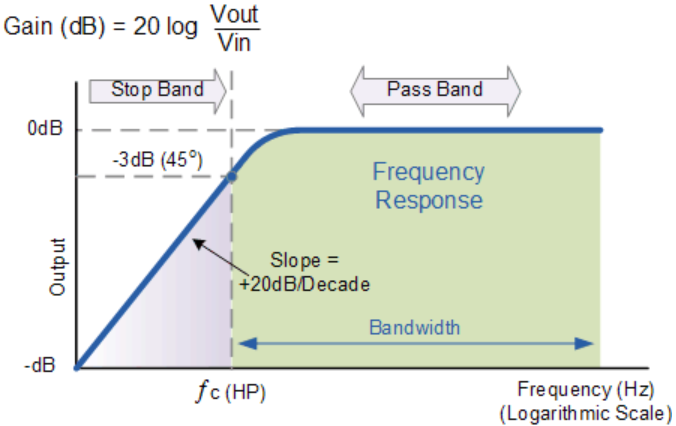 Gain (dB) = 20 log Vout
Vin
Stop Band
Pass Band
0dB
-3dB (45°)
Frequency
Response
Slope =
+20dB/Decade
Output
Bandwidth
-dB
fc (HP)
Frequency (Hz)
(Logarithmic Scale)